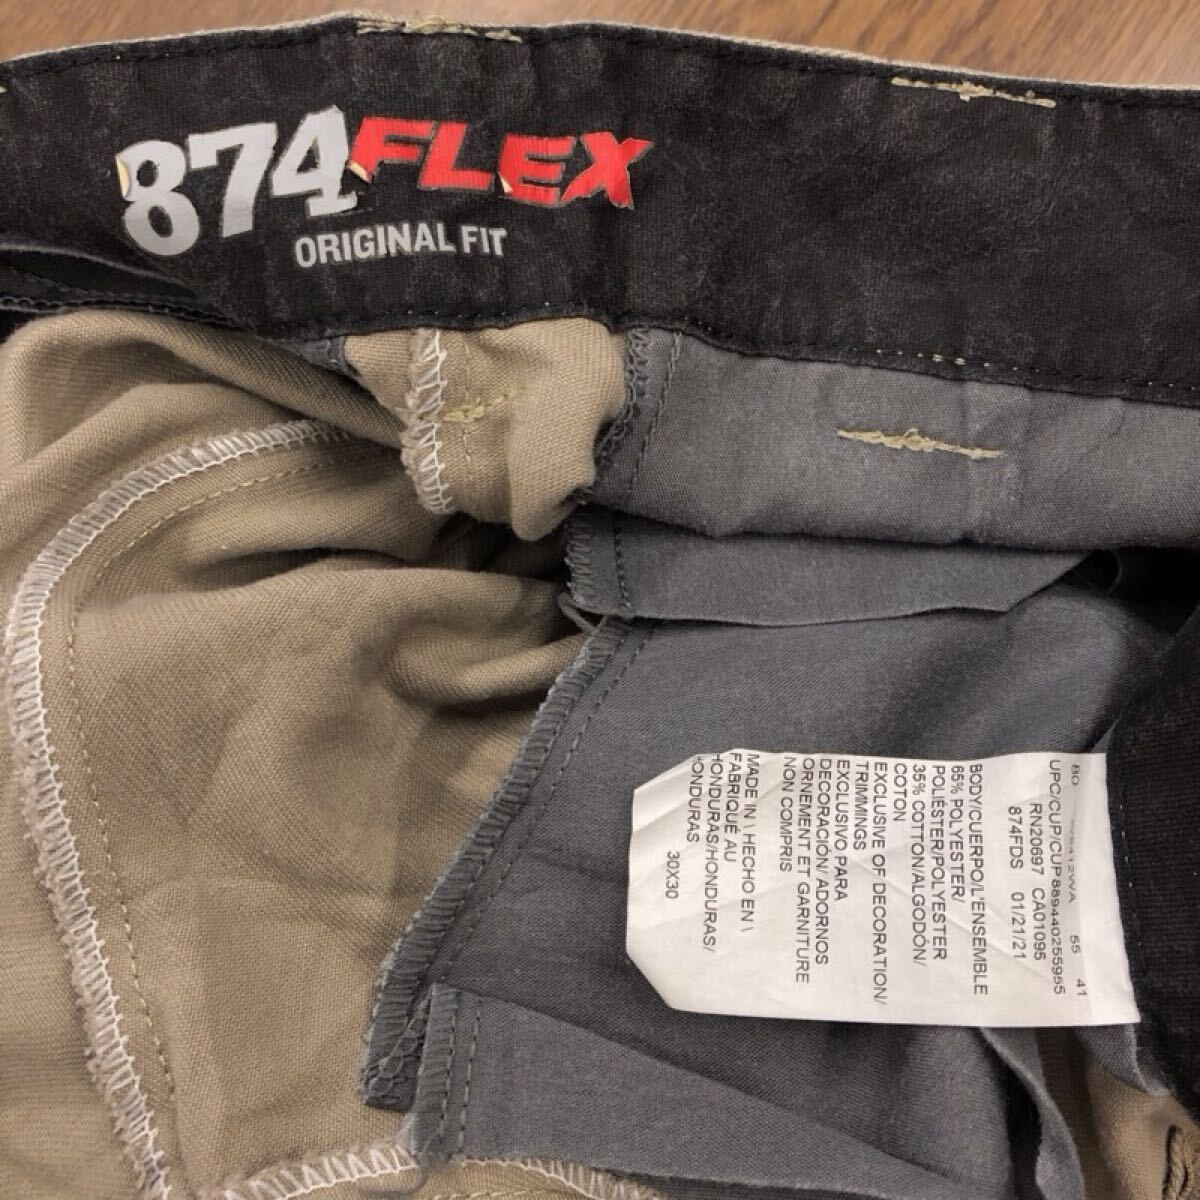 874FLEX
ORIGINAL FIT
80 55 41
UPC/CUP/CUP 889440255955
RN20697 CA01095
874FDS 01/21/21
BODY/CUERPO/L'ENSEMBLE
65% POLYESTER/
POLIÉSTER/POLYESTER
35% COTTON/ALGODÓN/
COTON
EXCLUSIVE OF DECORATION/
TRIMMINGS
EXCLUSIVO PARA
DECORACIÓN/ ADORNOS
ORNEMENT ET GARNITURE
NON COMPRIS
MADE IN \ HECHO EN \
FABRIQUÉ AU
HONDURAS/HONDURAS/
HONDURAS
30X30